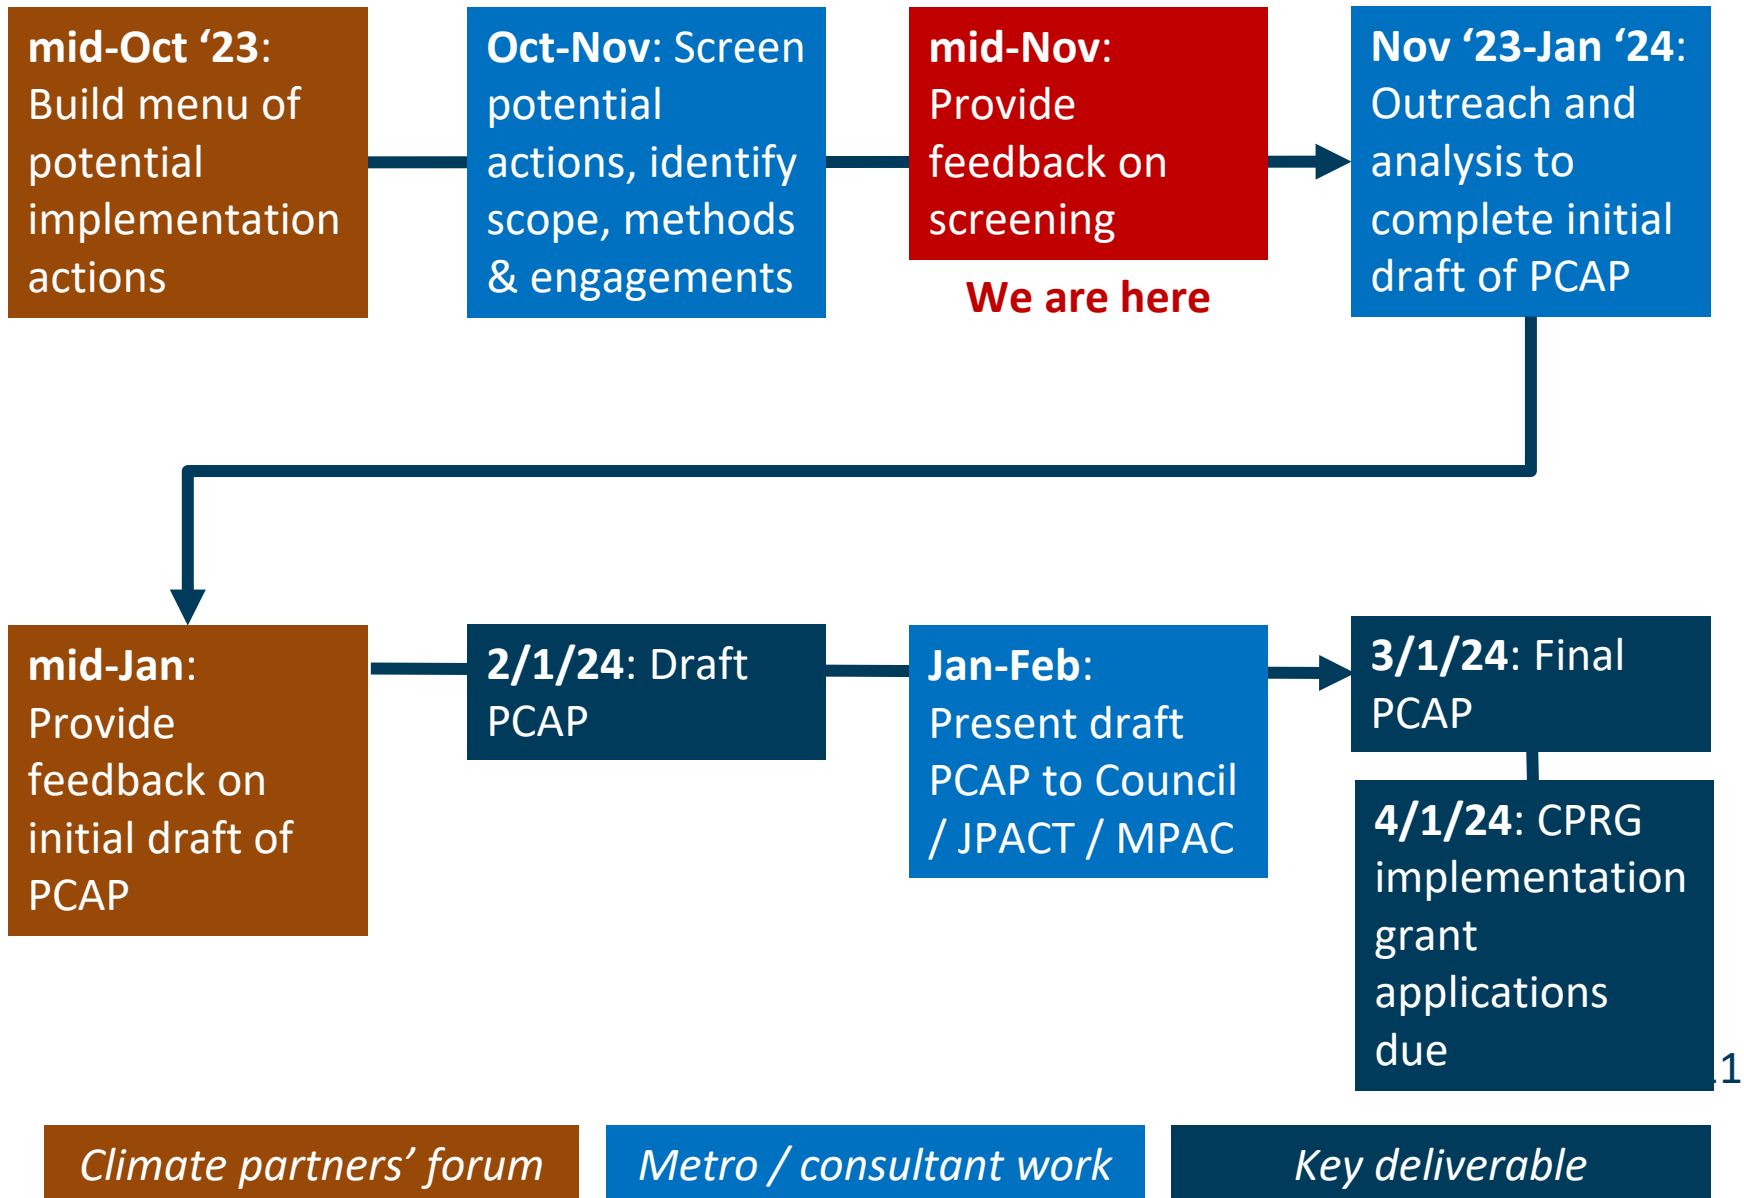 mid-Oct ‘23:
Build menu of
potential
implementation
actions
Oct-Nov: Screen
potential
actions, identify
scope, methods
& engagements
mid-Nov:
Provide
feedback on
screening
We are here
Nov ‘23-Jan ‘24:
Outreach and
analysis to
complete initial
draft of PCAP
mid-Jan:
Provide
feedback on
initial draft of
PCAP
2/1/24: Draft
PCAP
Jan-Feb:
Present draft
PCAP to Council
/ JPACT / MPAC
3/1/24: Final
PCAP
4/1/24: CPRG
implementation
grant
applications
due
Climate partners’ forum
Metro / consultant work
Key deliverable